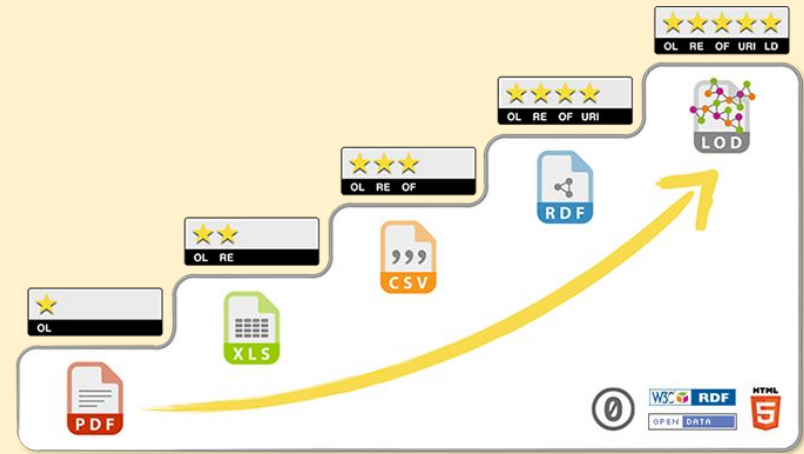 OL RE OF URI LD
OL RE OF URI
LOD
OL RE OF
RDF
OL RE
CSV
OL
XLS
PDF
0
W3C RDF
OPEN DATA
HTML
5